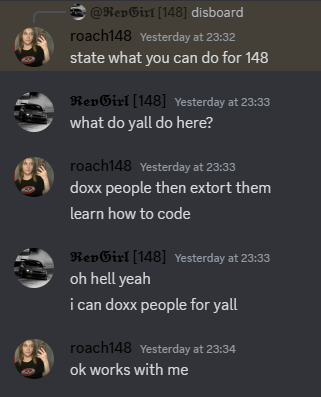 @𝕽𝖊𝖛𝕲𝖎𝖗𝖑 [148] disboard
roach148 Yesterday at 23:32
state what you can do for 148
𝕽𝖊𝖛𝕲𝖎𝖗𝖑 [148] Yesterday at 23:33
what do yall do here?
roach148 Yesterday at 23:33
doxx people then extort them
learn how to code
𝕽𝖊𝖛𝕲𝖎𝖗𝖑 [148] Yesterday at 23:33
oh hell yeah
i can doxx people for yall
roach148 Yesterday at 23:34
ok works with me